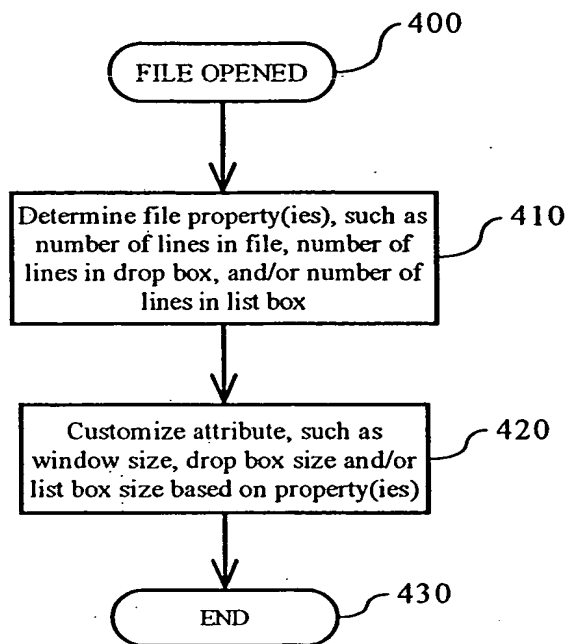 400
FILE OPENED
410
Determine file property(ies), such as
number of lines in file, number of
lines in drop box, and/or number of
lines in list box
420
Customize attribute, such as
window size, drop box size and/or
list box size based on property(ies)
430
END